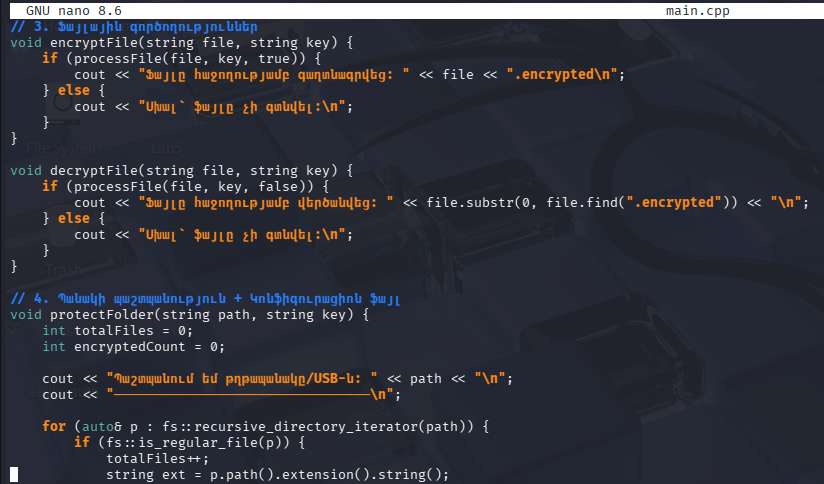 GNU nano 8.6 main.cpp
// 3. Ֆայլային գործողություններ
void encryptFile(string file, string key) {
    if (processFile(file, key, true)) {
        cout << "Ֆայլը հաջողությամբ գաղտնագրվեց: " << file << ".encrypted\n";
    } else {
        cout << "Սխալ՝ ֆայլը չի գտնվել:\n";
    }
}
File System Lab5
void decryptFile(string file, string key) {
    if (processFile(file, key, false)) {
        cout << "Ֆայլը հաջողությամբ վերծանվեց: " << file.substr(0, file.find(".encrypted")) << "\n";
    } else {
        cout << "Սխալ՝ ֆայլը չի գտնվել:\n";
    }
}
Trash
// 4. Պանակի պաշտպանություն + Կոնֆիգուրացիոն ֆայլ
void protectFolder(string path, string key) {
    int totalFiles = 0;
    int encryptedCount = 0;
    cout << "Պաշտպանում եմ թղթապանակը/USB-ն: " << path << "\n";
    cout << "────────────────────────────────\n";
    for (auto& p : fs::recursive_directory_iterator(path)) {
        if (fs::is_regular_file(p)) {
            totalFiles++;
            string ext = p.path().extension().string();